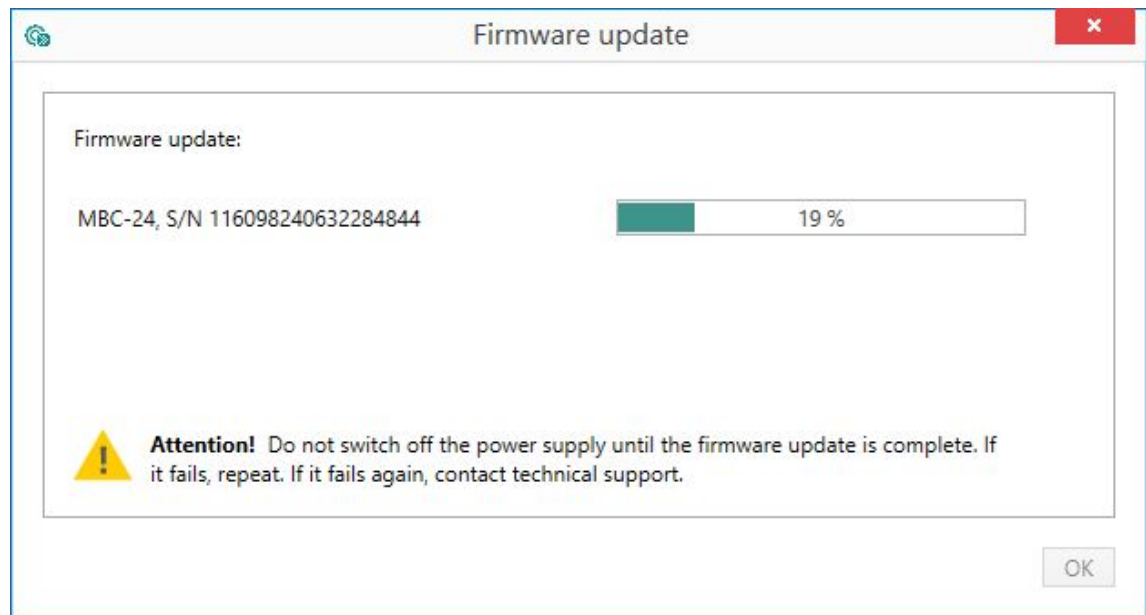 Firmware update
Firmware update:
MBC-24, S/N 116098240632284844
19 %
Attention! Do not switch off the power supply until the firmware update is complete. If
it fails, repeat. If it fails again, contact technical support.
OK